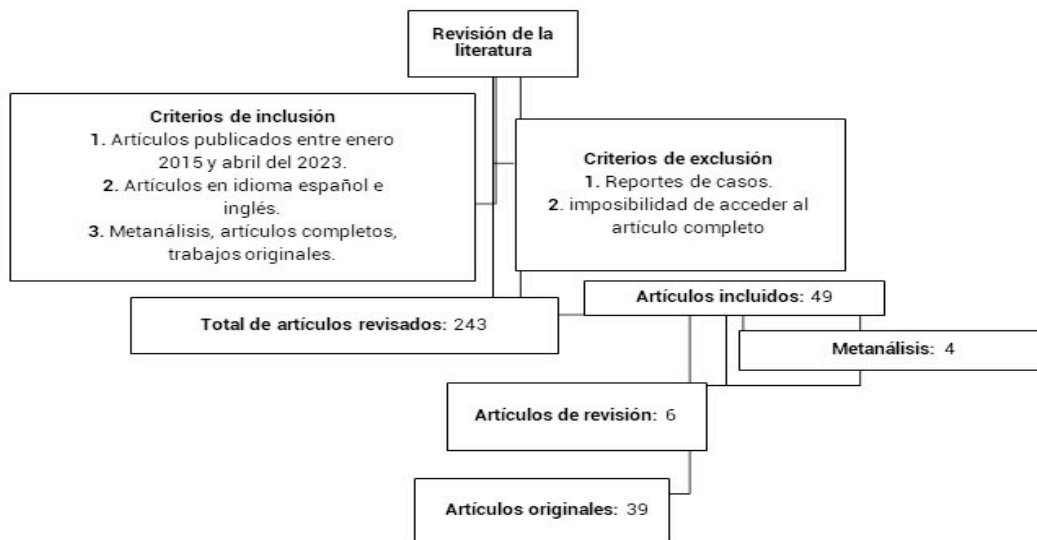 Revisión de la
literatura
Criterios de inclusión
1. Artículos publicados entre enero
2015 y abril del 2023.
2. Artículos en idioma español e
inglés.
3. Metanálisis, artículos completos,
trabajos originales.
Criterios de exclusión
1. Reportes de casos.
2. imposibilidad de acceder al
artículo completo
Total de artículos revisados: 243
Artículos incluidos: 49
Metanálisis: 4
Artículos de revisión: 6
Artículos originales: 39